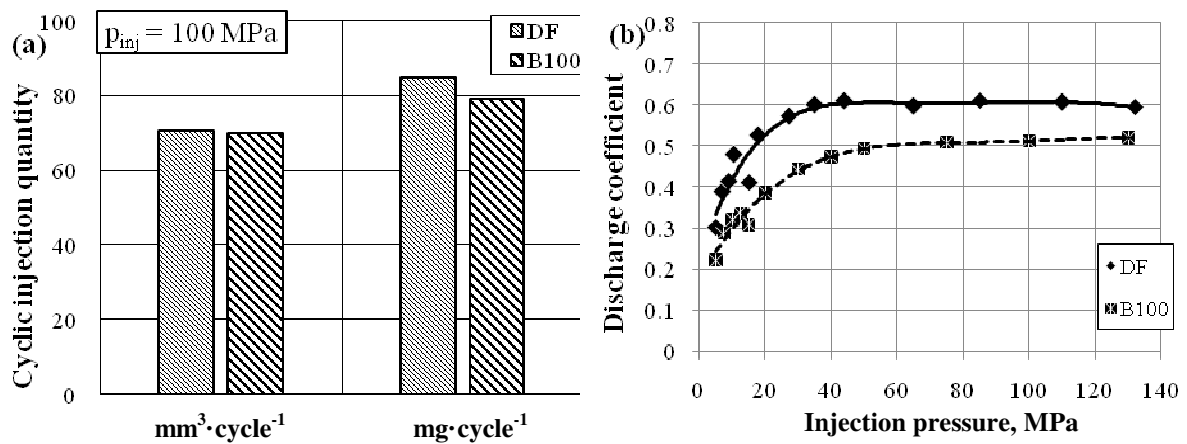 (a)
p_inj = 100 MPa
DF
B100
Cyclic injection quantity
100
80
60
40
20
0
mm³·cycle⁻¹
mg·cycle⁻¹
(b)
Discharge coefficient
0.8
0.7
0.6
0.5
0.4
0.3
0.2
0.1
0
DF
B100
0
20
40
60
80
100
120
140
Injection pressure, MPa